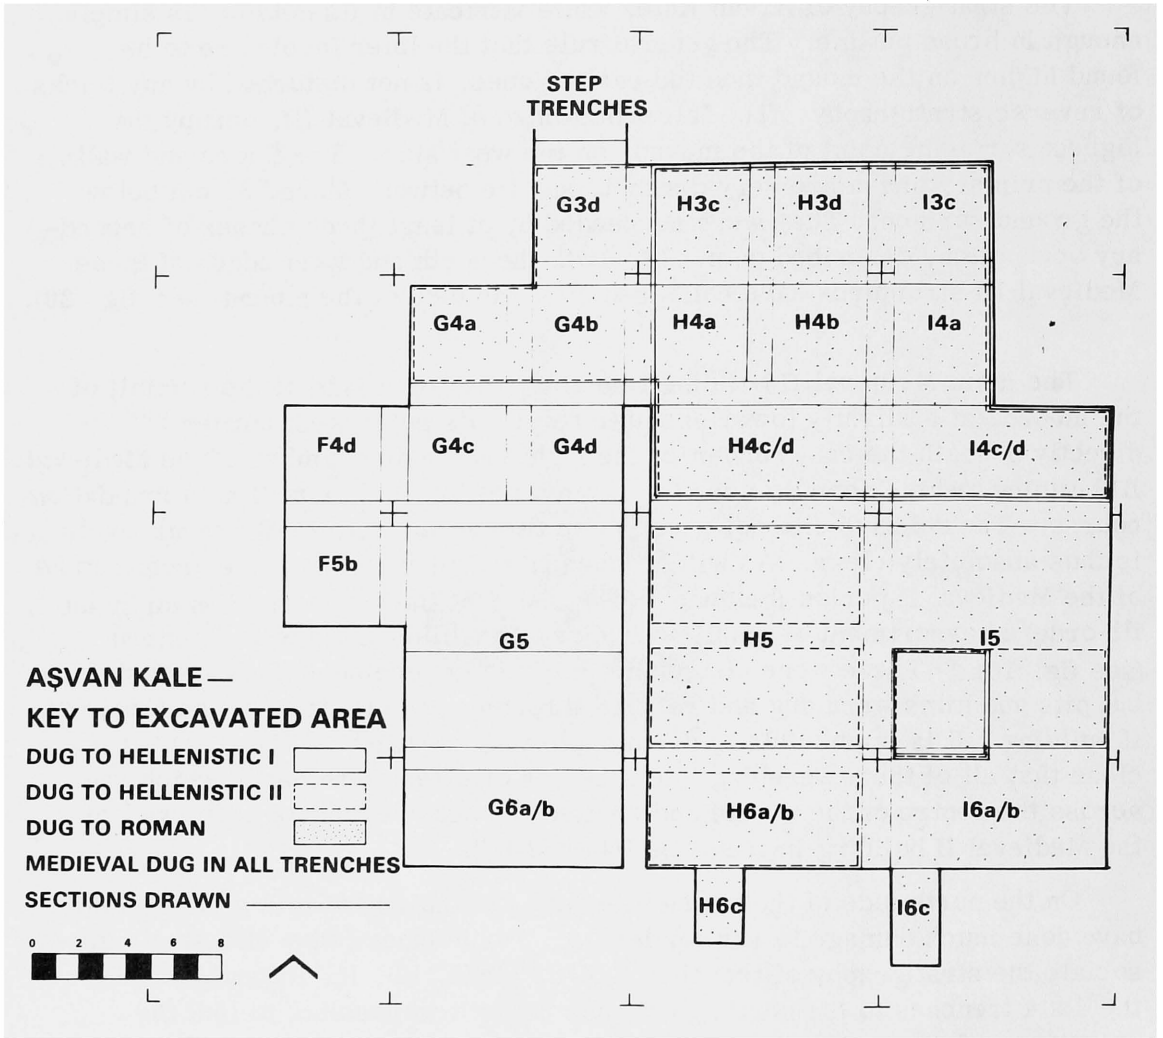 STEP
TRENCHES
G3d H3c H3d I3c
G4a G4b H4a H4b I4a
F4d G4c G4d H4c/d I4c/d
F5b
G5 H5 I5
AŞVAN KALE—
KEY TO EXCAVATED AREA
DUG TO HELLENISTIC I
DUG TO HELLENISTIC II
DUG TO ROMAN
MEDIEVAL DUG IN ALL TRENCHES
SECTIONS DRAWN
G6a/b H6a/b I6a/b
H6c I6c
0 2 4 6 8